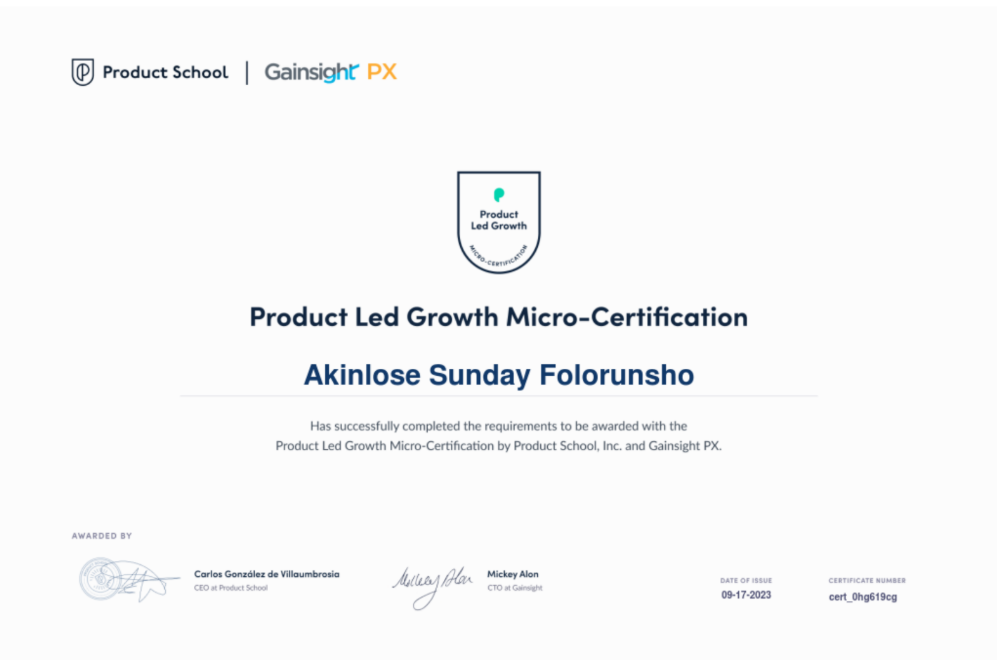 Product School | Gainsight PX
Product
Led Growth
MICRO-CERTIFICATION
Product Led Growth Micro-Certification
Akinlose Sunday Folorunsho
Has successfully completed the requirements to be awarded with the
Product Led Growth Micro-Certification by Product School, Inc. and Gainsight PX.
AWARDED BY
Carlos González de Villaumbrosia
CEO at Product School
Mickey Alon
Mickey Alon
CTO at Gainsight
DATE OF ISSUE
09-17-2023
CERTIFICATE NUMBER
cert_0hg619cg